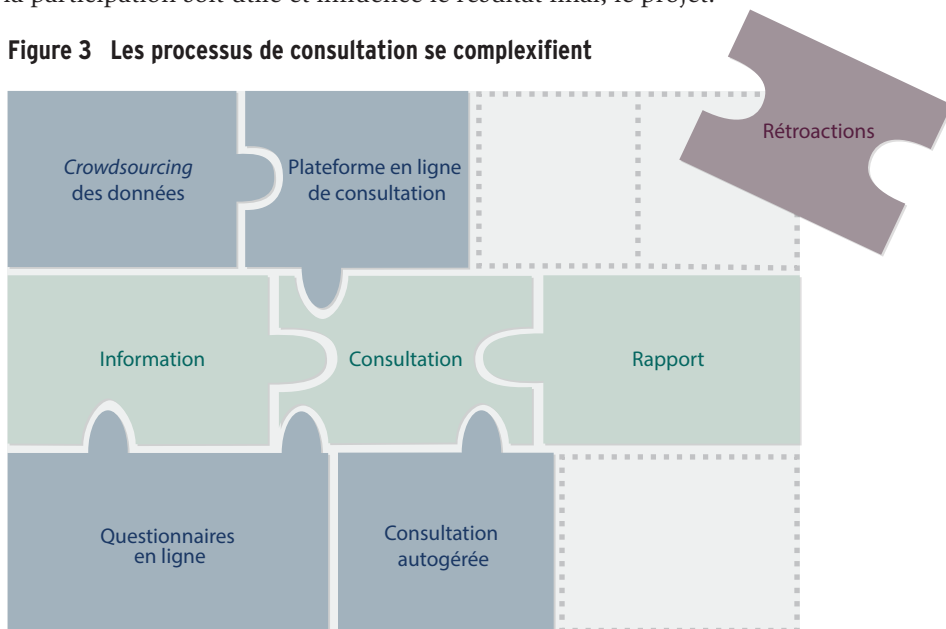 la participation soit utile et influence le résultat final, le projet.
Figure 3 Les processus de consultation se complexifient
Crowdsourcing
des données
Plateforme en ligne
de consultation
Rétroactions
Information
Consultation
Rapport
Questionnaires
en ligne
Consultation
autogérée